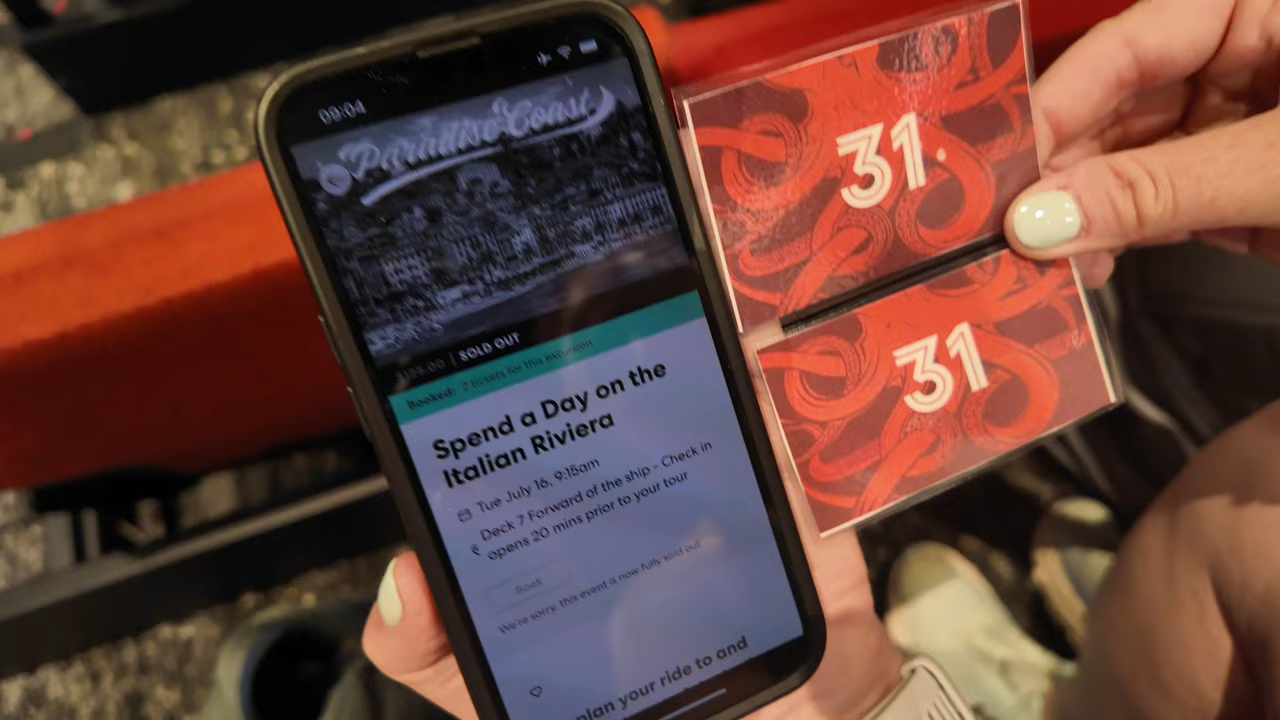 09:04
Paradise Coast
SOLD OUT
Booked: 2 tickets for this excursion
Spend a Day on the
Italian Riviera
Tue July 16, 9:15am
Deck 7 Forward of the ship - Check in
opens 20 mins prior to your tour
Book
We're sorry, this event is now fully sold out
plan your ride to and
31.
31